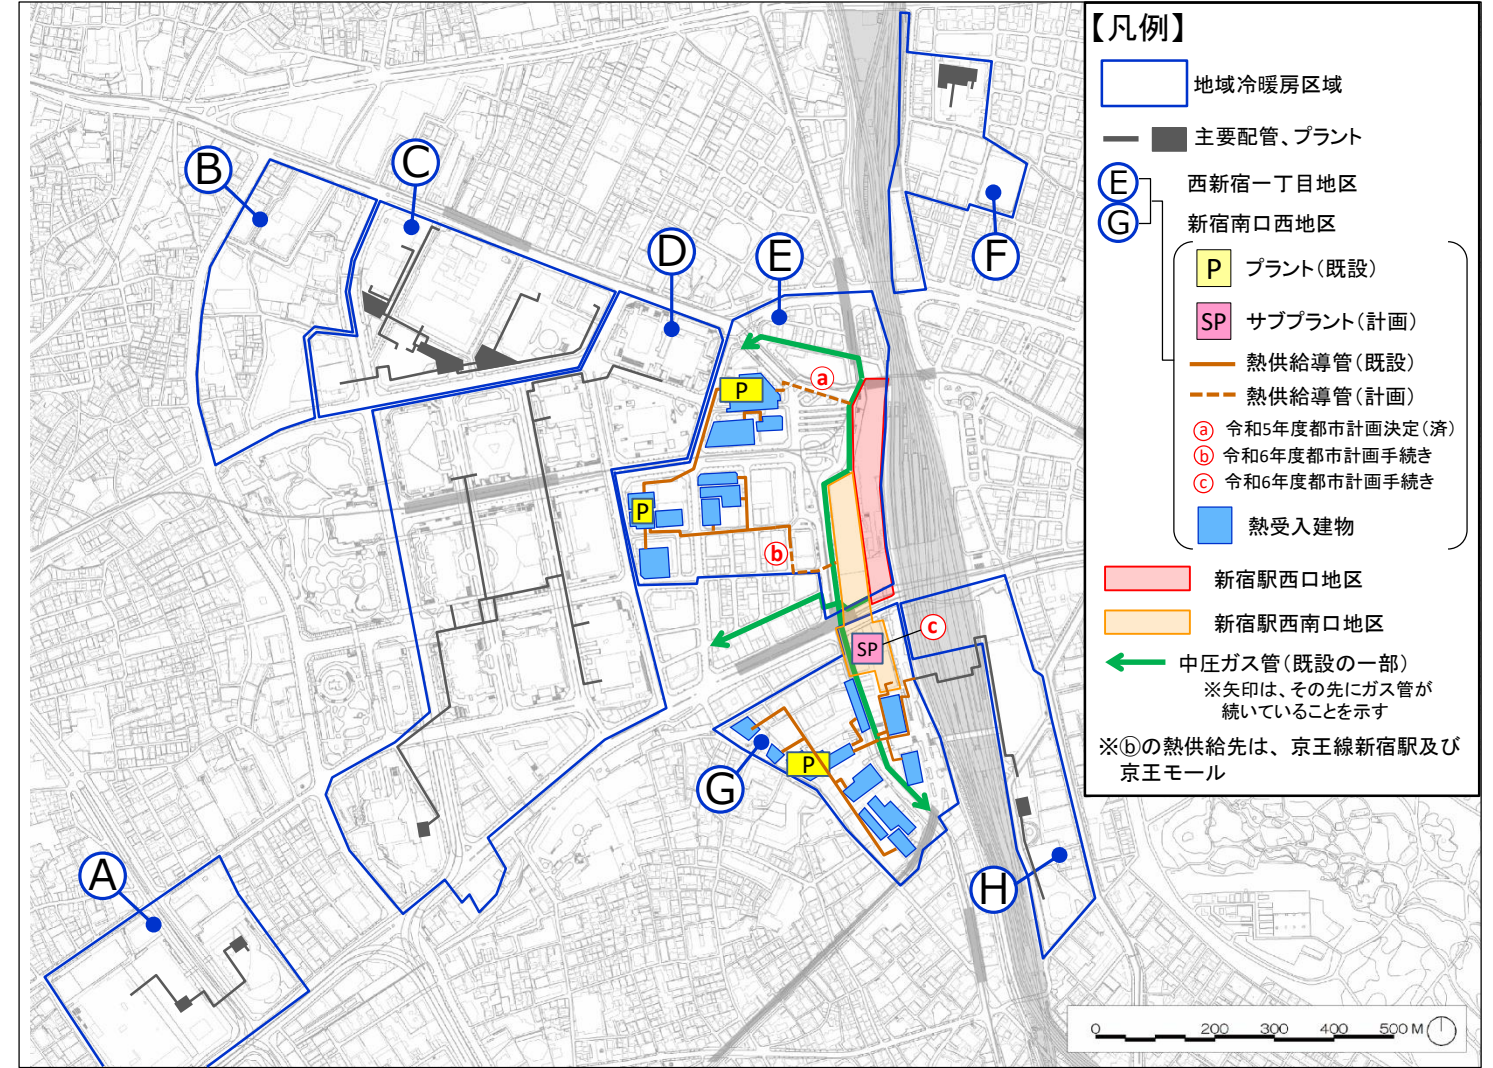 【凡例】
地域冷暖房区域
主要配管、プラント
E 西新宿一丁目地区
G 新宿南口西地区
P プラント(既設)
SP サブプラント(計画)
熱供給導管(既設)
熱供給導管(計画)
ⓐ 令和5年度都市計画決定(済)
ⓑ 令和6年度都市計画手続き
ⓒ 令和6年度都市計画手続き
熱受入建物
新宿駅西口地区
新宿駅西南口地区
中圧ガス管(既設の一部)
※矢印は、その先にガス管が
続いていることを示す
※ⓑの熱供給先は、京王線新宿駅及び
京王モール
B
C
D
E
F
P
ⓐ
P
ⓑ
SP
ⓒ
G
P
A
H
0 200 300 400 500 M